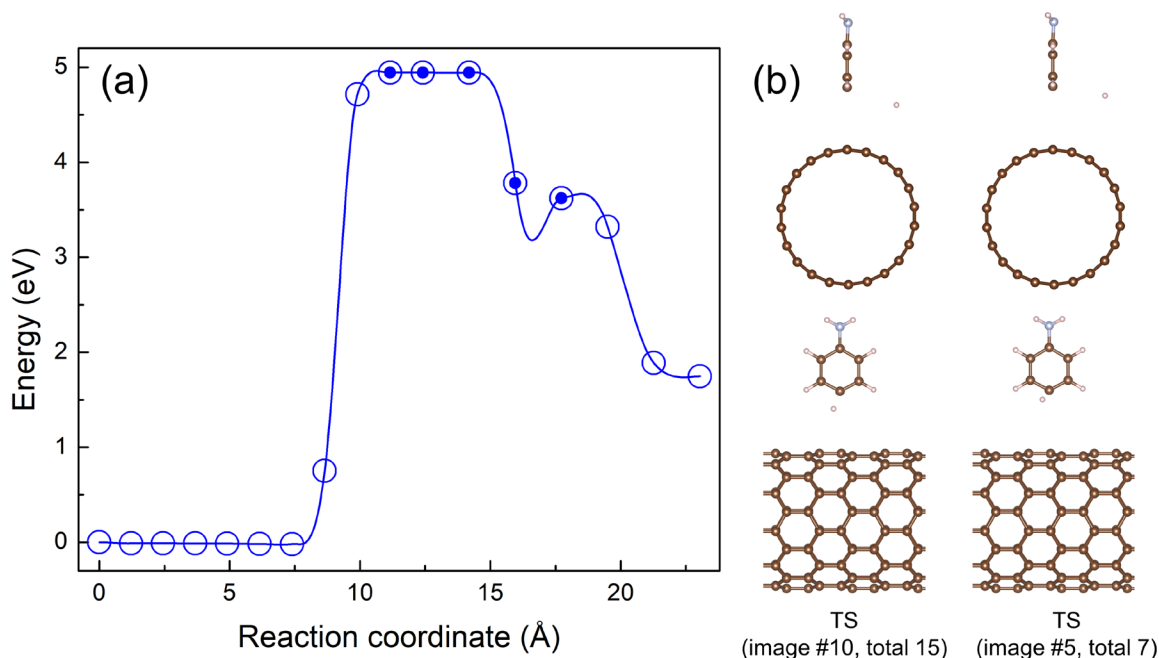 (a)
5
4
3
2
1
0
Energy (eV)
0 5 10 15 20
Reaction coordinate (Å)
(b)
TS TS
(image #10, total 15) (image #5, total 7)